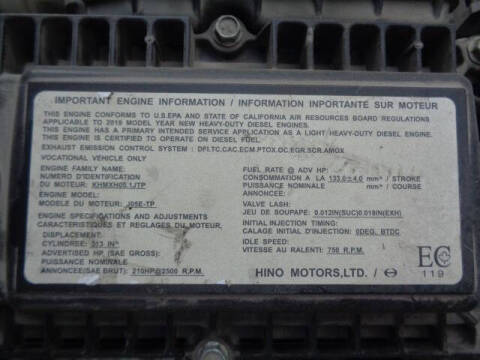 IMPORTANT ENGINE INFORMATION / INFORMATION INPORTANTE SUR MOTEUR
THIS ENGINE CONFORMS TO U.S.EPA AND STATE OF CALIFORNIA AIR RESOURCES BOARD REGULATIONS
APPLICABLE TO 2019 MODEL YEAR NEW HEAVY-DUTY DIESEL ENGINES.
THIS ENGINE HAS A PRIMARY INTENDED SERVICE APPLICATION AS A LIGHT HEAVY-DUTY DIESEL ENGINE.
THIS ENGINE IS CERTIFIED TO OPERATE ON DIESEL FUEL.
EXHAUST EMISSION CONTROL SYSTEM : DFI.TC.CAC.ECM.PTOX.OC.EGR.SCR.AMOX
VOCATIONAL VEHICLE ONLY
ENGINE FAMILY NAME:
NUMERO D'IDENTIFICATION
DU MOTEUR: KHMXH05.1JTP
ENGINE MODEL:
MODELE DU MOTEUR: J05E-TP
ENGINE SPECIFICATIONS AND ADJUSTMENTS
CARACTERISTIQUES ET REGLAGES DU MOTEUR,
DISPLACEMENT:
CYLINDREE: 313 IN³
ADVERTISED HP (SAE GROSS):
PUISSANCE NOMINALE
ANNONCEE(SAE BRUT): 210HP@2500 R.P.M.
FUEL RATE @ ADV HP:
A LA PUISSANCE
NOMINALE : 133.0±4.0 mm³ / STROKE
mm³ / COURSE
VALVE LASH:
JEU DE SOUPAPE: 0.012IN(SUC)0.018IN(EXH)
INITIAL INJECTION TIMING:
CALAGE INITIAL D'INJECTION: 0DEG. BTDC
IDLE SPEED:
VITESSE AU RALENTI: 750 R.P.M.
EC
119
HINO MOTORS,LTD. /